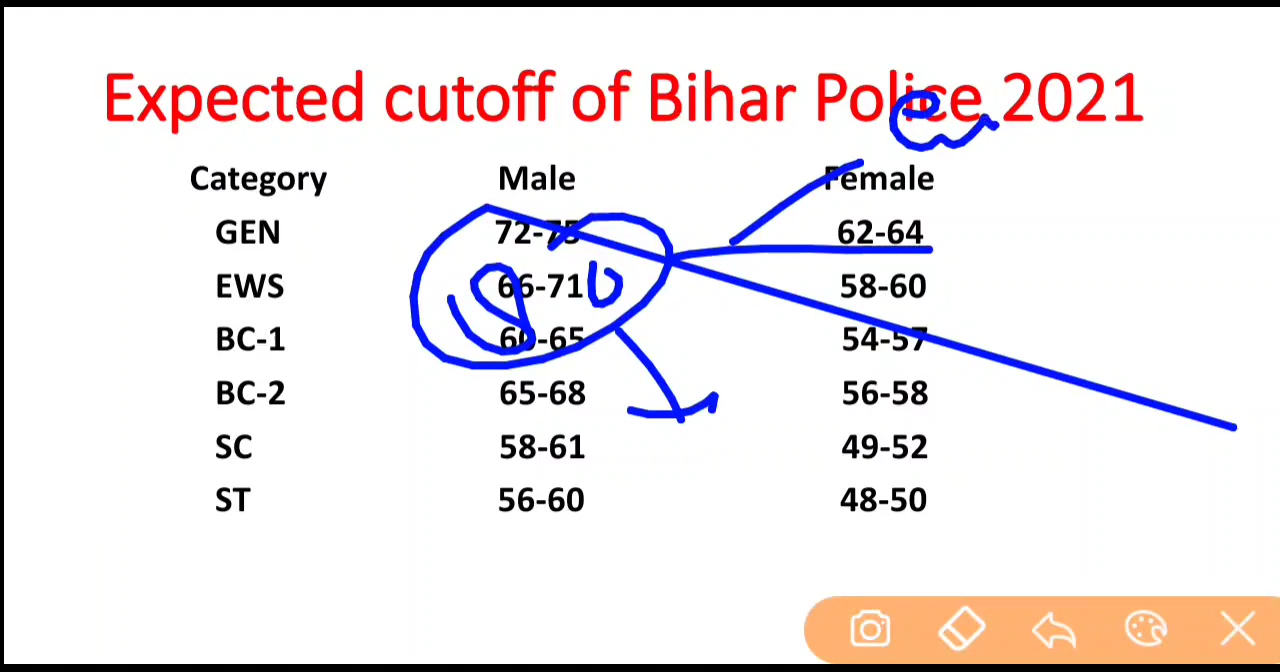 Expected cutoff of Bihar Police 2021
Category Male Female
GEN 72-75 62-64
EWS 66-71 58-60
BC-1 60-65 54-57
BC-2 65-68 56-58
SC 58-61 49-52
ST 56-60 48-50